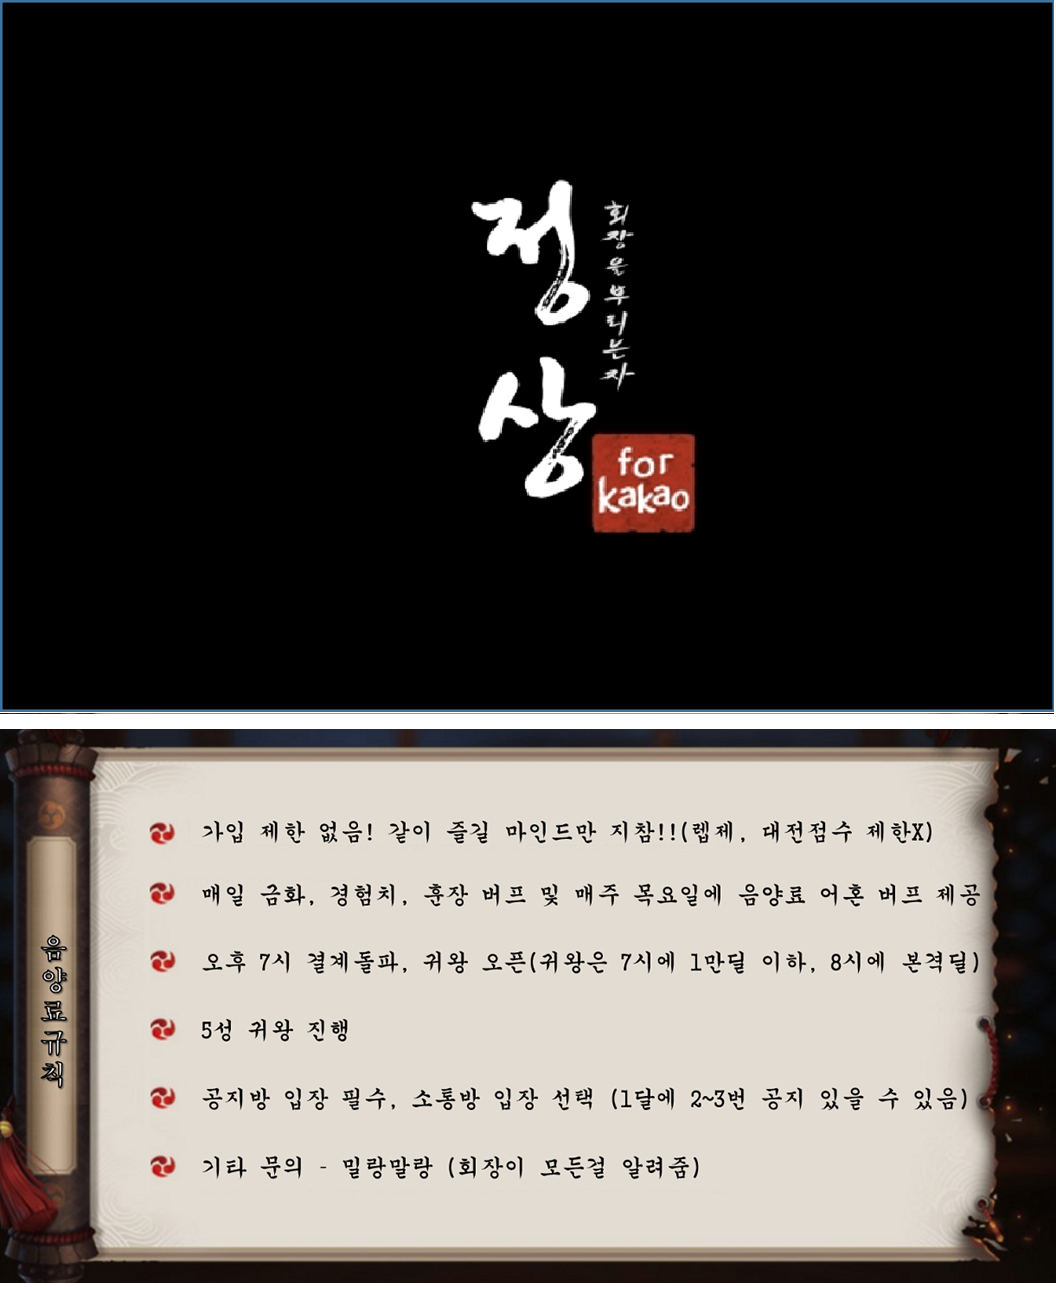 정상
회장을부리는자
for
kakao
음양료규칙
가입 제한 없음! 같이 즐길 마인드만 지참!!(렙제, 대전점수 제한X)
매일 금화, 경험치, 훈장 버프 및 매주 목요일에 음양료 어혼 버프 제공
오후 7시 결계돌파, 귀왕 오픈(귀왕은 7시에 1만딜 이하, 8시에 본격딜)
5성 귀왕 진행
공지방 입장 필수, 소통방 입장 선택 (1달에 2~3번 공지 있을 수 있음)
기타 문의 - 밀랑말랑 (회장이 모든걸 알려줌)